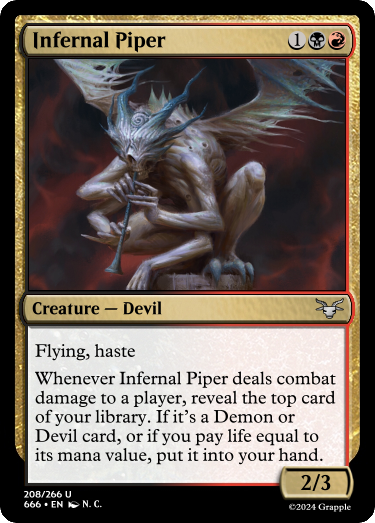 Infernal Piper 1
Creature — Devil
Flying, haste
Whenever Infernal Piper deals combat
damage to a player, reveal the top card
of your library. If it's a Demon or
Devil card, or if you pay life equal to
its mana value, put it into your hand.
2/3
208/266 U
666 • EN N. C.
©2024 Grapple